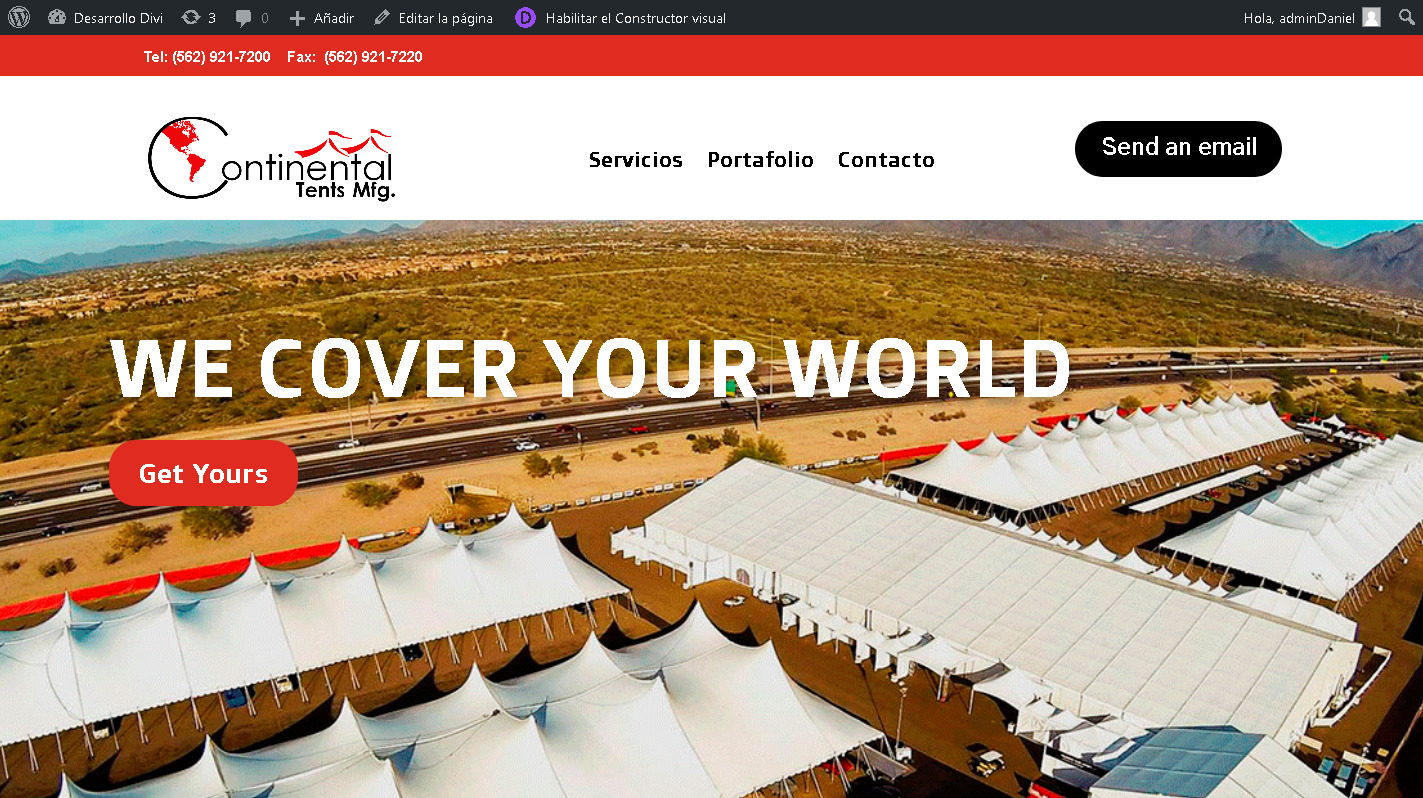 Desarrollo Divi 3 0 Añadir Editar la página Habilitar el Constructor visual Hola, adminDaniel
Tel: (562) 921-7200 Fax: (562) 921-7220
Continental
Tents Mfg.
Servicios Portafolio Contacto
Send an email
WE COVER YOUR WORLD
Get Yours